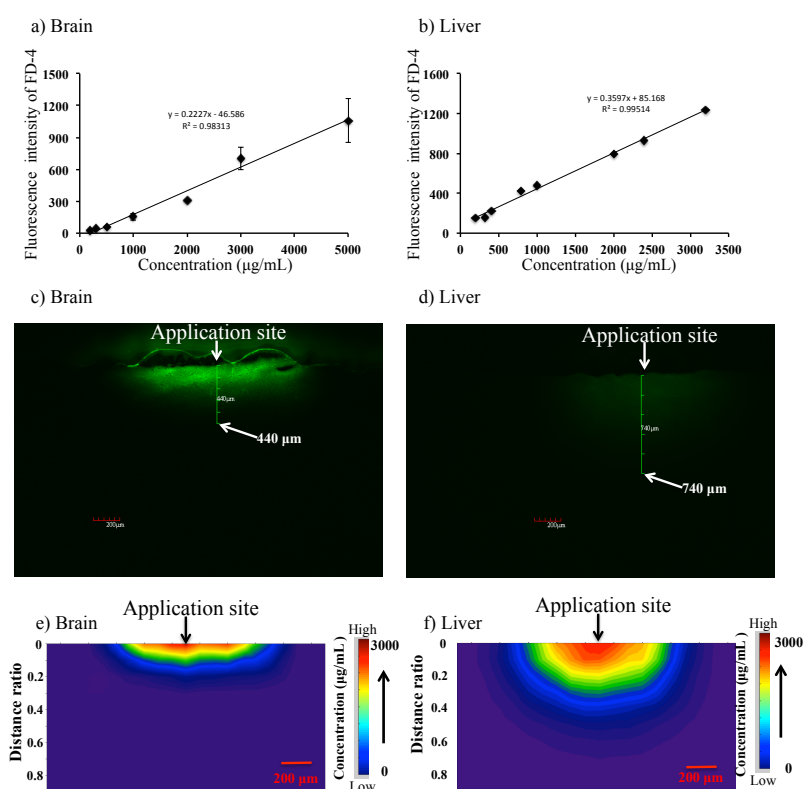 a) Brain
Fluorescence intensity of FD-4
1500
1200
900
600
300
0
y = 0.2227x - 46.586
R² = 0.98313
0 1000 2000 3000 4000 5000
Concentration (μg/mL)
b) Liver
Fluorescence intensity of FD-4
1600
1200
800
400
0
y = 0.3597x + 85.168
R² = 0.99514
0 500 1000 1500 2000 2500 3000 3500
Concentration (μg/mL)
c) Brain
Application site
440μm
440 μm
200μm
d) Liver
Application site
740μm
740 μm
200μm
e) Brain
Application site
Distance ratio
0
0.2
0.4
0.6
0.8
200 μm
Concentration (μg/mL)
High
3000
0
Low
f) Liver
Application site
Distance ratio
0
0.2
0.4
0.6
0.8
200 μm
Concentration (μg/mL)
High
3000
0
Low